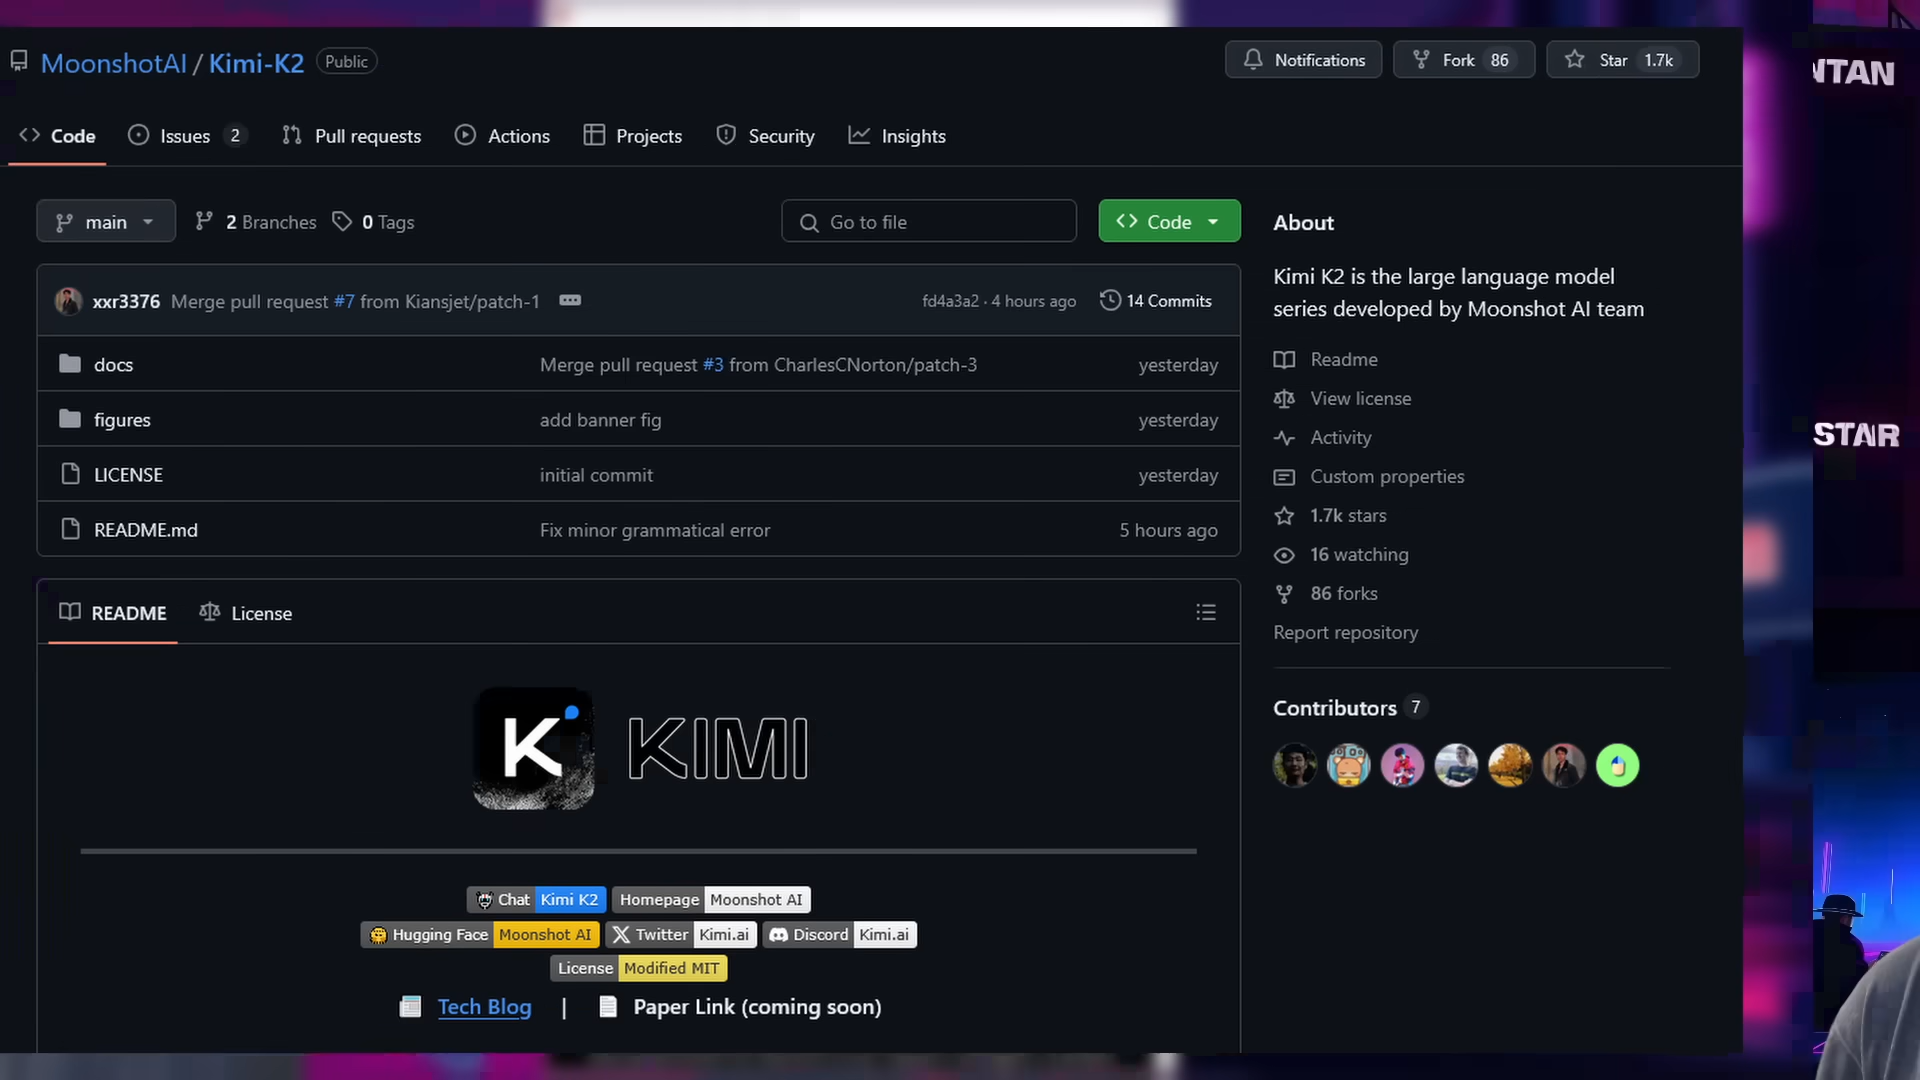 MoonshotAI / Kimi-K2 Public
Notifications Fork 86 Star 1.7k
Code Issues 2 Pull requests Actions Projects Security Insights
main 2 Branches 0 Tags Go to file Code
xxr3376 Merge pull request #7 from Kiansjet/patch-1 fd4a3a2 · 4 hours ago 14 Commits
docs Merge pull request #3 from CharlesCNorton/patch-3 yesterday
figures add banner fig yesterday
LICENSE initial commit yesterday
README.md Fix minor grammatical error 5 hours ago
README License
K KIMI
Chat Kimi K2 Homepage Moonshot AI
Hugging Face Moonshot AI Twitter Kimi.ai Discord Kimi.ai
License Modified MIT
Tech Blog | Paper Link (coming soon)
About
Kimi K2 is the large language model
series developed by Moonshot AI team
Readme
View license
Activity
Custom properties
1.7k stars
16 watching
86 forks
Report repository
Contributors 7
NTAN
STAR